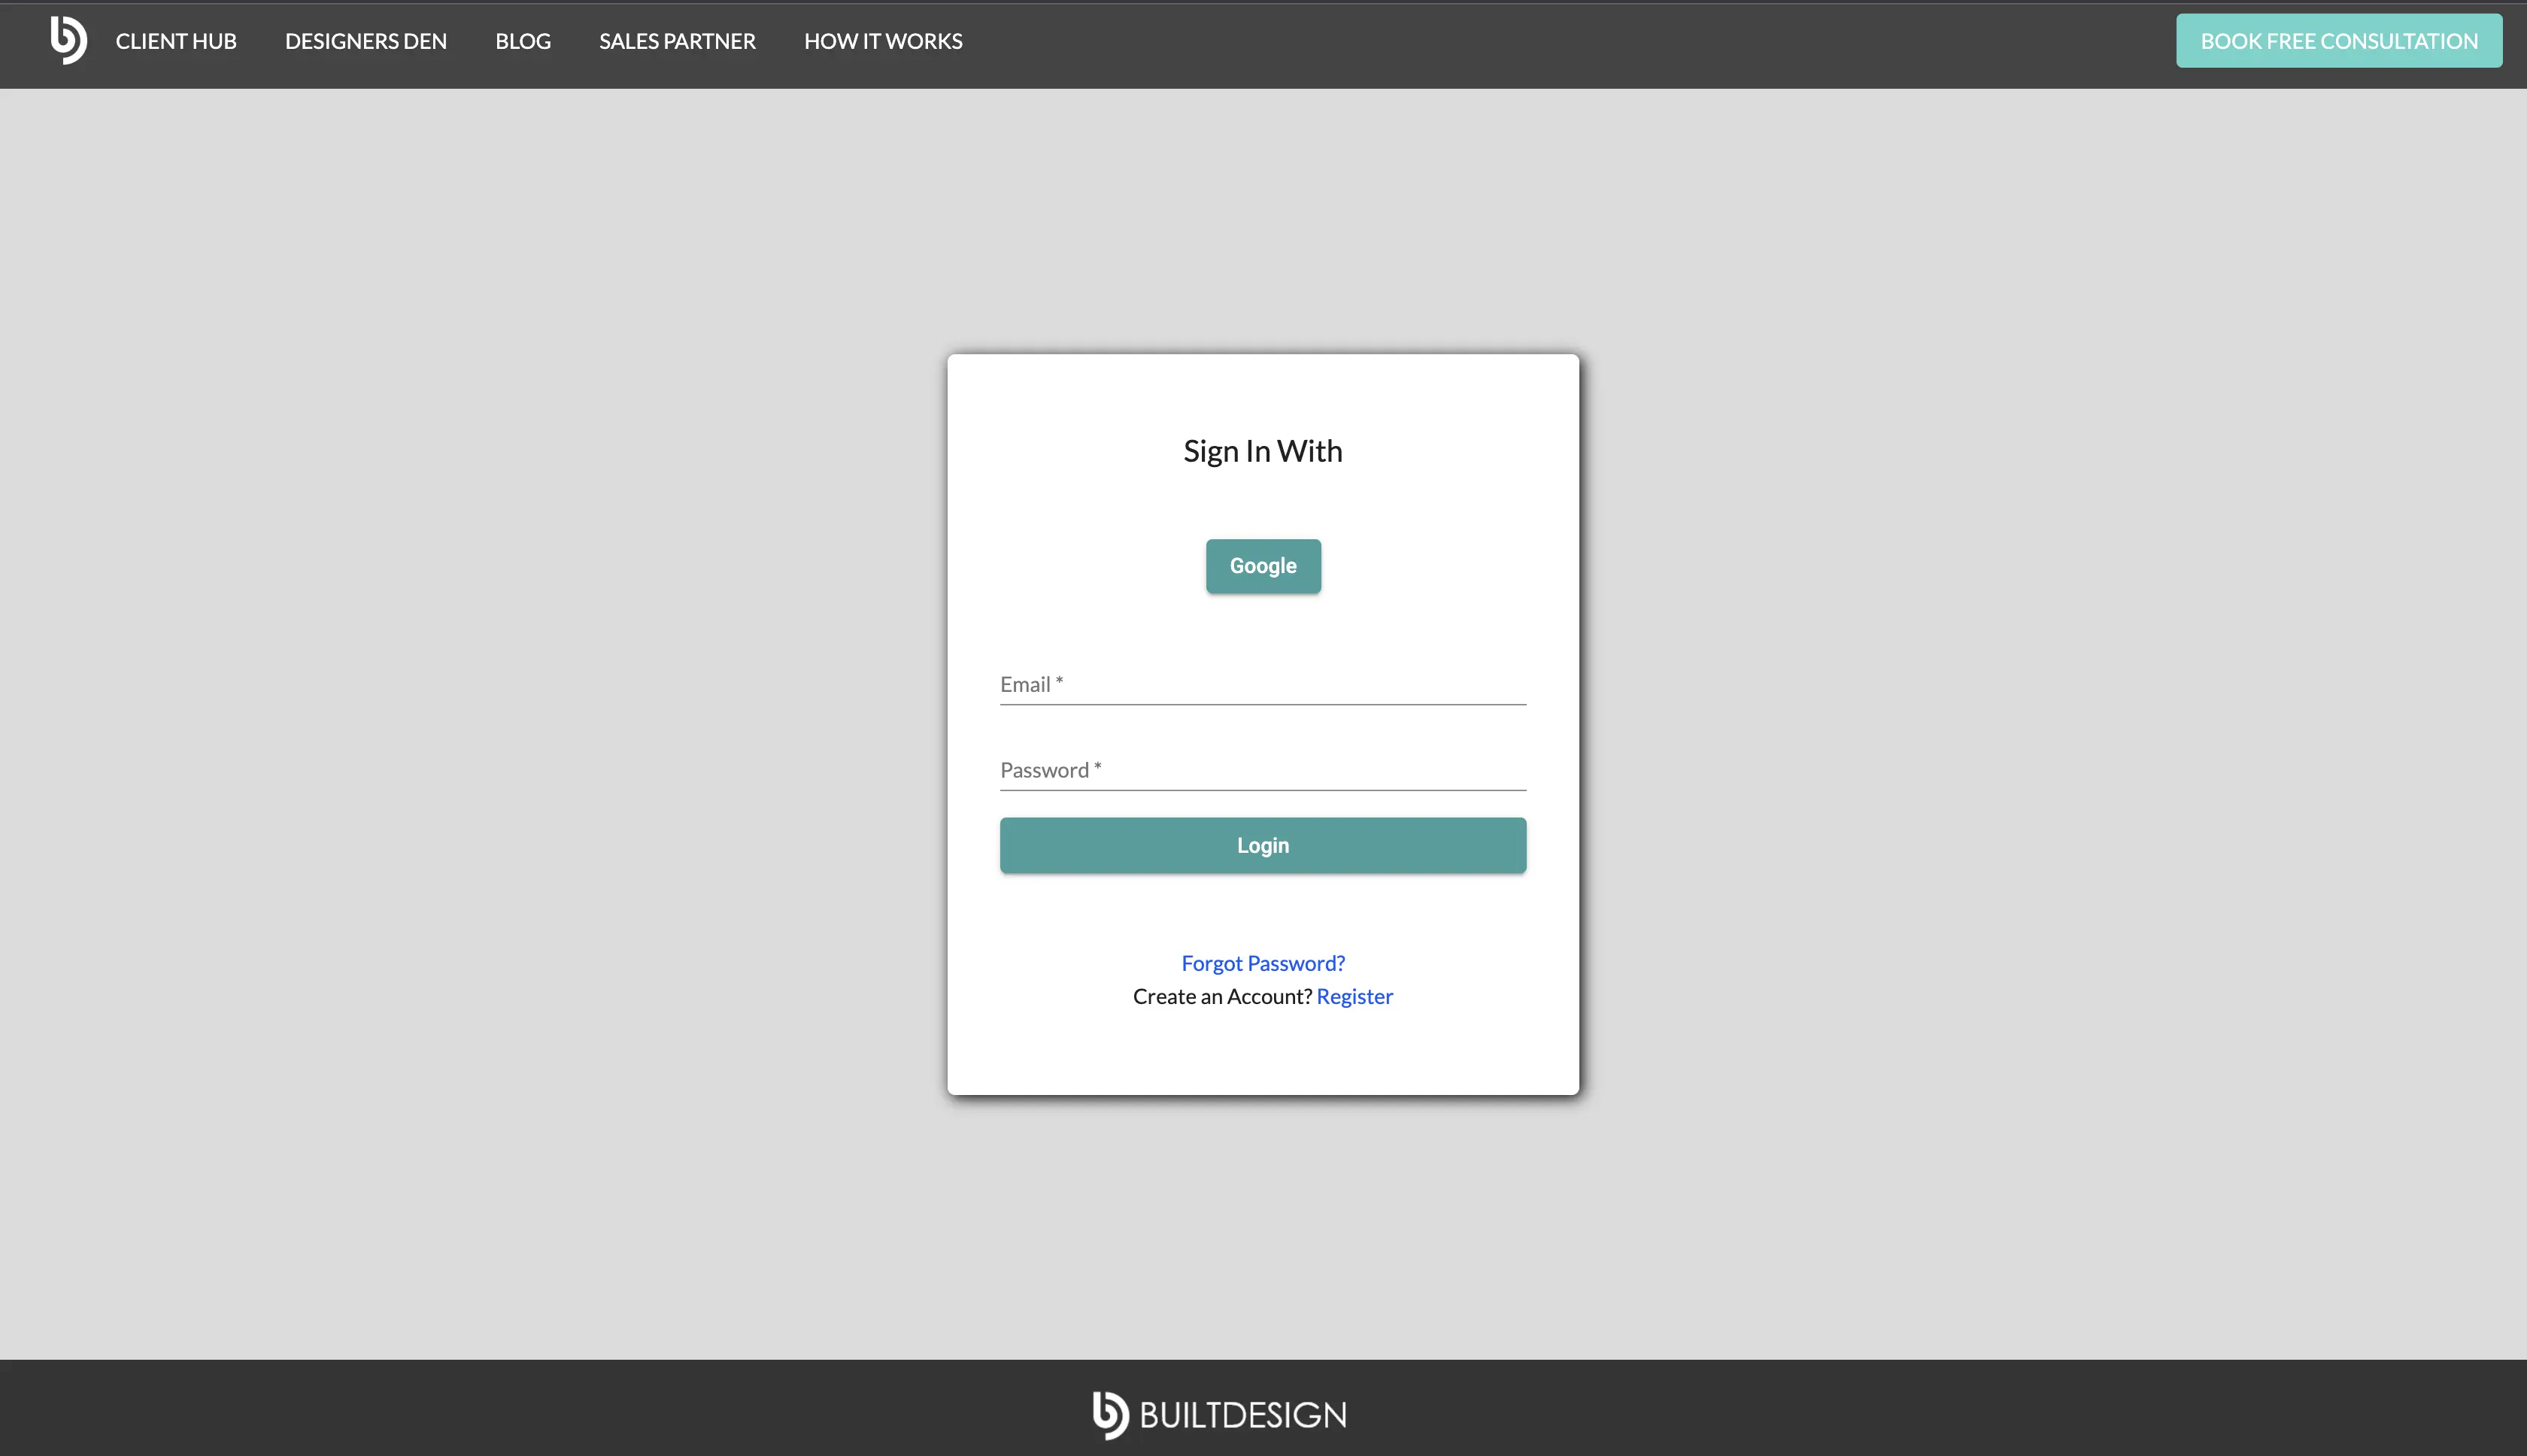 CLIENT HUB DESIGNERS DEN BLOG SALES PARTNER HOW IT WORKS BOOK FREE CONSULTATION
Sign In With
Google
Email *
Password *
Login
Forgot Password?
Create an Account? Register
BUILTDESIGN